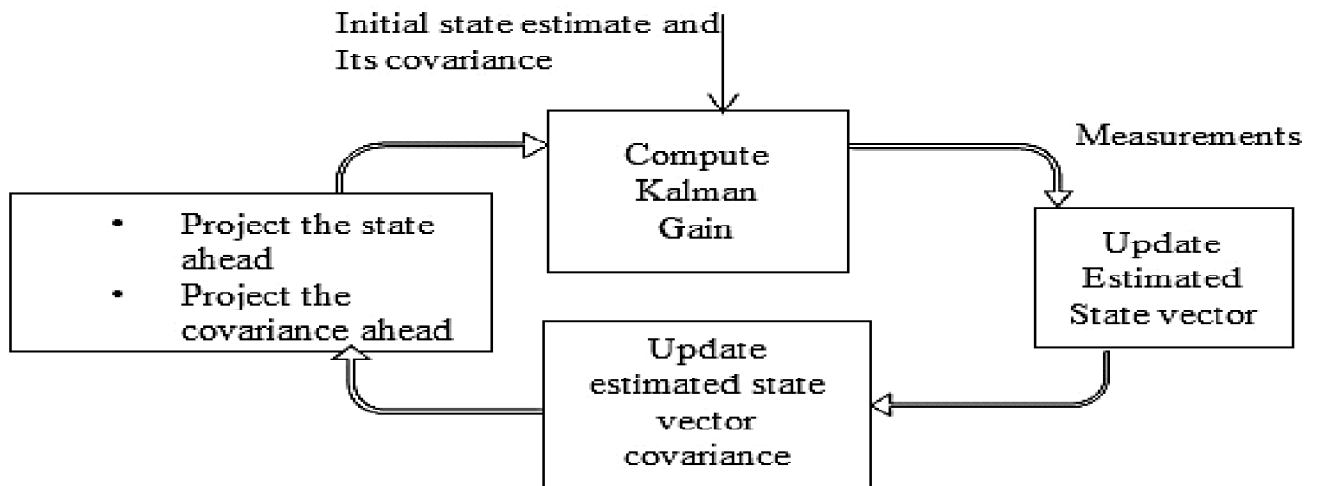 Initial state estimate and
Its covariance
Compute
Kalman
Gain
Measurements
Update
Estimated
State vector
Update
estimated state
vector
covariance
• Project the state
ahead
• Project the
covariance ahead